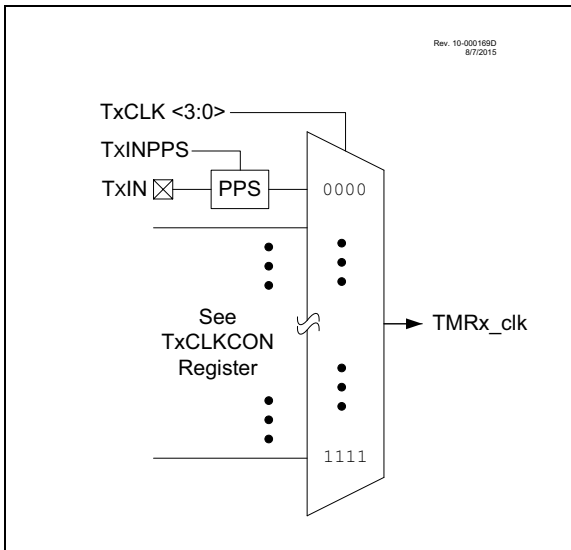 Rev. 10-000169D
8/7/2015
TxCLK <3:0>
TxINPPS
TxIN
PPS
0000
See
TxCLKCON
Register
TMRx_clk
1111